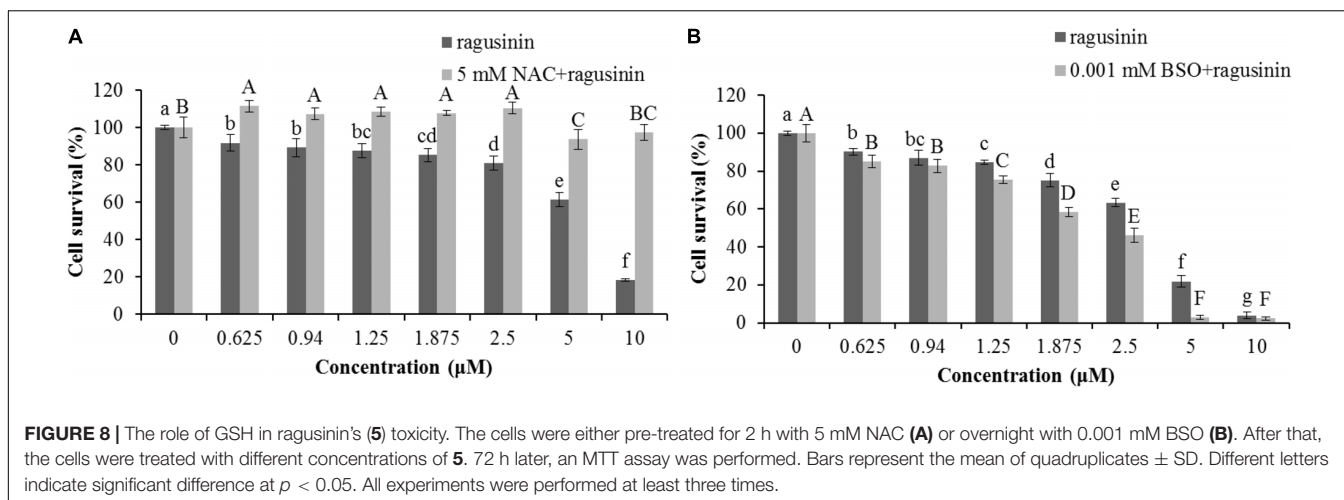 A
ragusinin
5 mM NAC+ragusinin
Cell survival (%)
120
100
80
60
40
20
0
a B
b A
b A
bc A
cd A
d A
e C
f BC
0 0.625 0.94 1.25 1.875 2.5 5 10
Concentration (µM)
B
ragusinin
0.001 mM BSO+ragusinin
Cell survival (%)
120
100
80
60
40
20
0
a A
b B
bc B
c C
d D
e E
f F
g F
0 0.625 0.94 1.25 1.875 2.5 5 10
Concentration (µM)
FIGURE 8 | The role of GSH in ragusinin's (5) toxicity. The cells were either pre-treated for 2 h with 5 mM NAC (A) or overnight with 0.001 mM BSO (B). After that,
the cells were treated with different concentrations of 5. 72 h later, an MTT assay was performed. Bars represent the mean of quadruplicates ± SD. Different letters
indicate significant difference at p < 0.05. All experiments were performed at least three times.